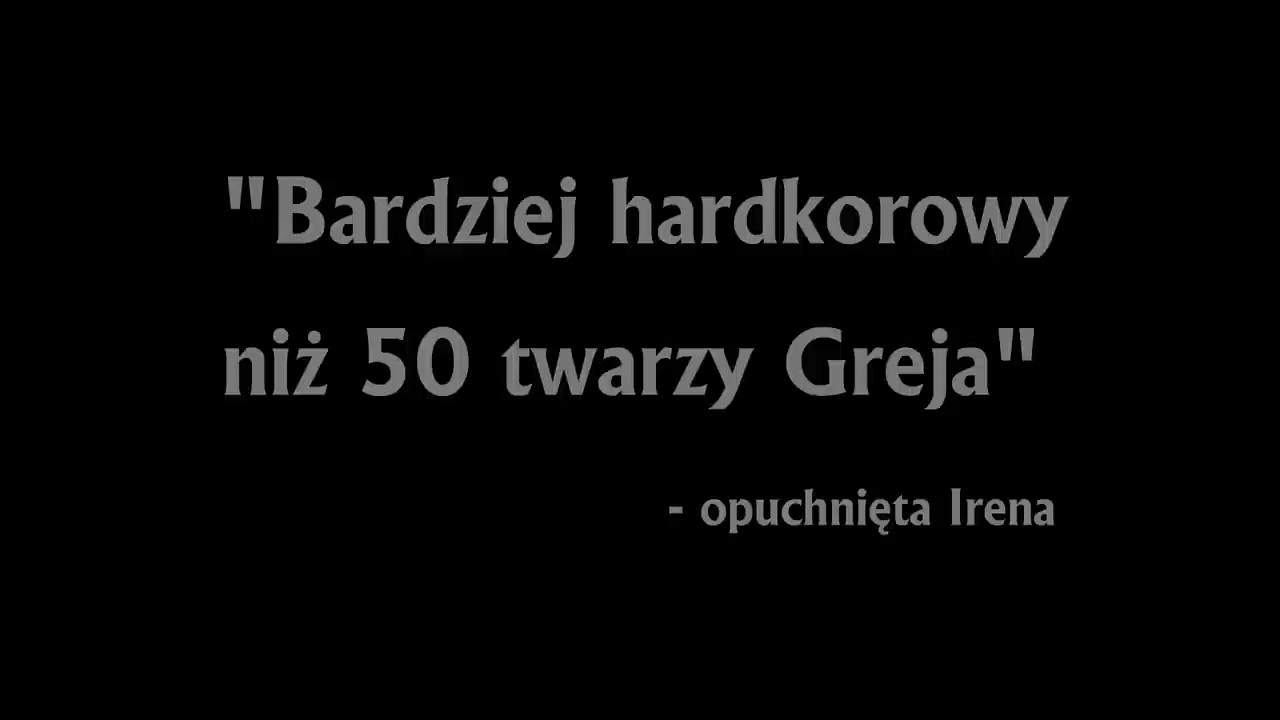 "Bardziej hardkorowy
niż 50 twarzy Greja"
- opuchnięta Irena